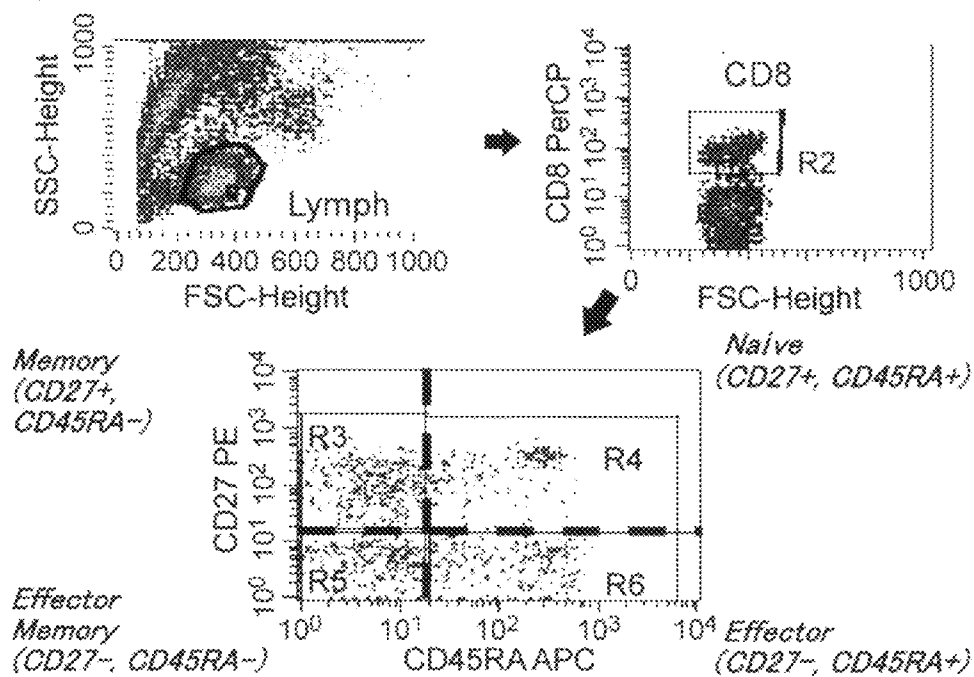 1000
SSC-Height
0
Lymph
0 200 400 600 800 1000
FSC-Height
CD8 PerCP
10⁰ 10¹ 10² 10³ 10⁴
CD8
R2
0 1000
FSC-Height
Memory
(CD27+,
CD45RA-)
Naive
(CD27+, CD45RA+)
CD27 PE
10⁰ 10¹ 10² 10³ 10⁴
R3
R4
R5
R6
10⁰ 10¹ 10² 10³ 10⁴
CD45RA APC
Effector
Memory
(CD27-, CD45RA-)
Effector
(CD27-, CD45RA+)